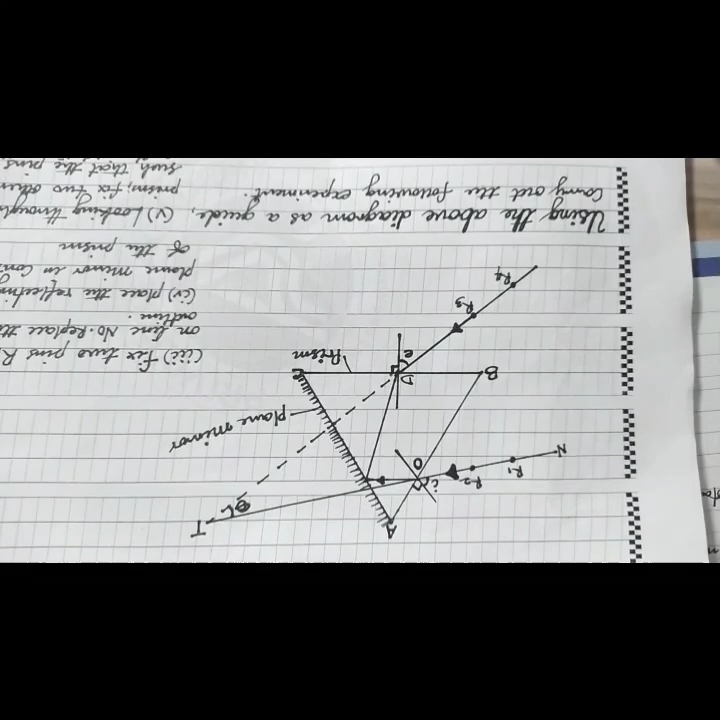 A
T
N
R1
R2
i
O
plane mirror
B
D
C
Prism
e
R3
R4
Using the above diagram as a guide,
carry out the following experiment.
(iii) Fix two pins R
on line NO. Replace the
outline.
(iv) place the reflecting
plane mirror in con
of the prism
(v) Looking through
prism, fix two other
such that the pins